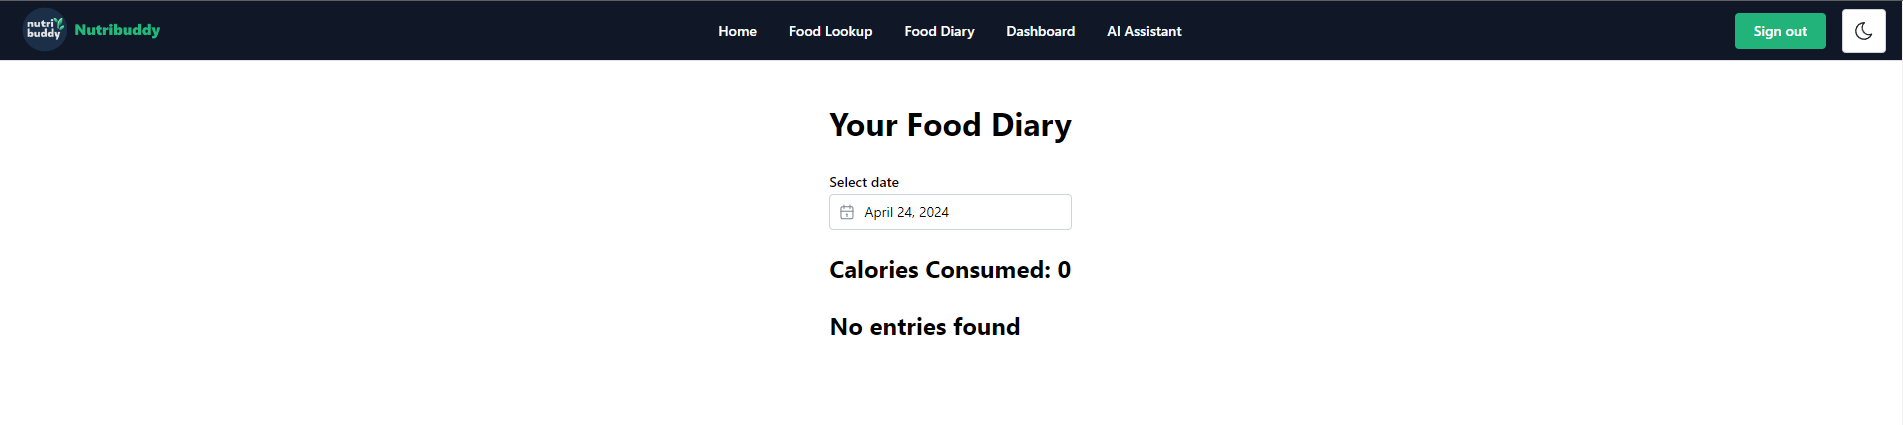 nutri
buddy
Nutribuddy
Home
Food Lookup
Food Diary
Dashboard
AI Assistant
Sign out
Your Food Diary
Select date
April 24, 2024
Calories Consumed: 0
No entries found